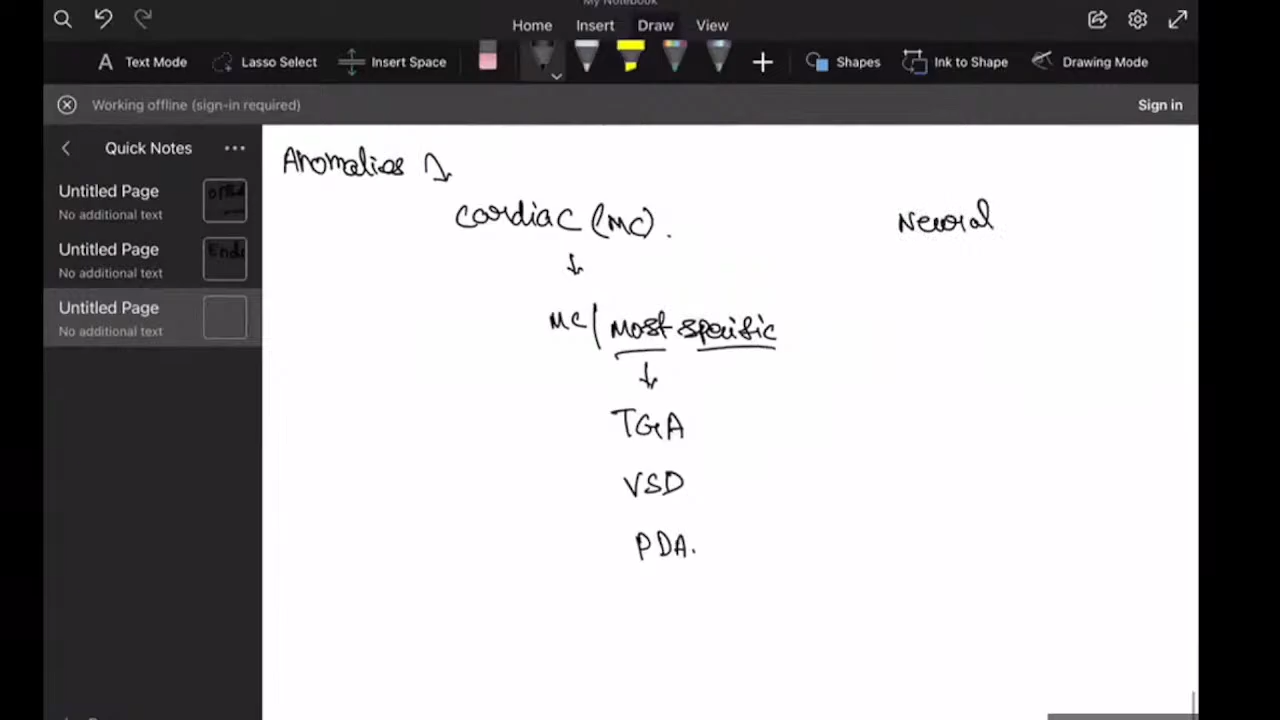 My Notebook
Home Insert Draw View
Text Mode Lasso Select Insert Space Shapes Ink to Shape Drawing Mode
Working offline (sign-in required) Sign in
Quick Notes
Untitled Page
No additional text
Untitled Page
No additional text
Untitled Page
No additional text
Anomalies
Cardiac (MC).
Neural
MC/ most specific
TGA
VSD
PDA.